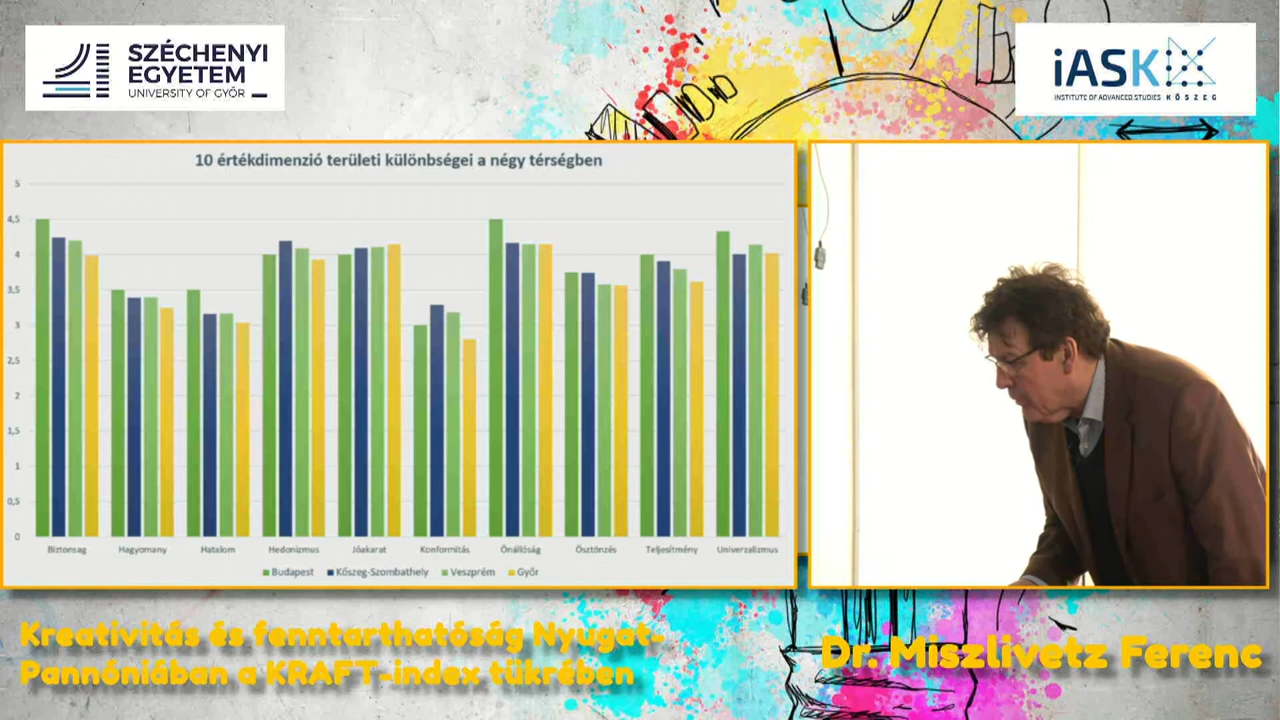 SZÉCHENYI
EGYETEM
UNIVERSITY OF GYŐR
iASK
INSTITUTE OF ADVANCED STUDIES KŐSZEG
10 értékdimenzió területi különbségei a négy térségben
5
4,5
4
3,5
3
2,5
2
1,5
1
0,5
0
Biztonság Hagyomány Hatalom Hedonizmus Jóakarat Konformitás Önállóság Ösztönzés Teljesítmény Univerzalizmus
Budapest Kőszeg-Szombathely Veszprém Győr
Kreativitás és fenntarthatóság Nyugat-
Pannóniában a KRAFT-index tükrében
Dr. Miszlivetz Ferenc